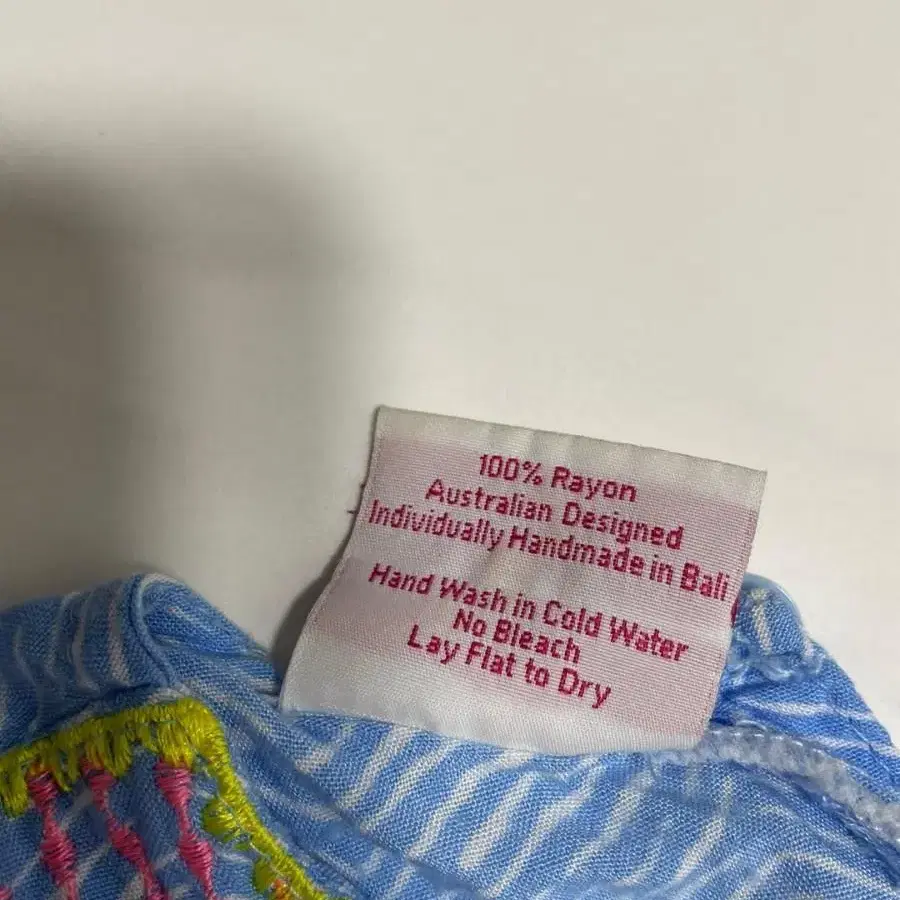 100% Rayon
Australian Designed
Individually Handmade in Bali
Hand Wash in Cold Water
No Bleach
Lay Flat to Dry